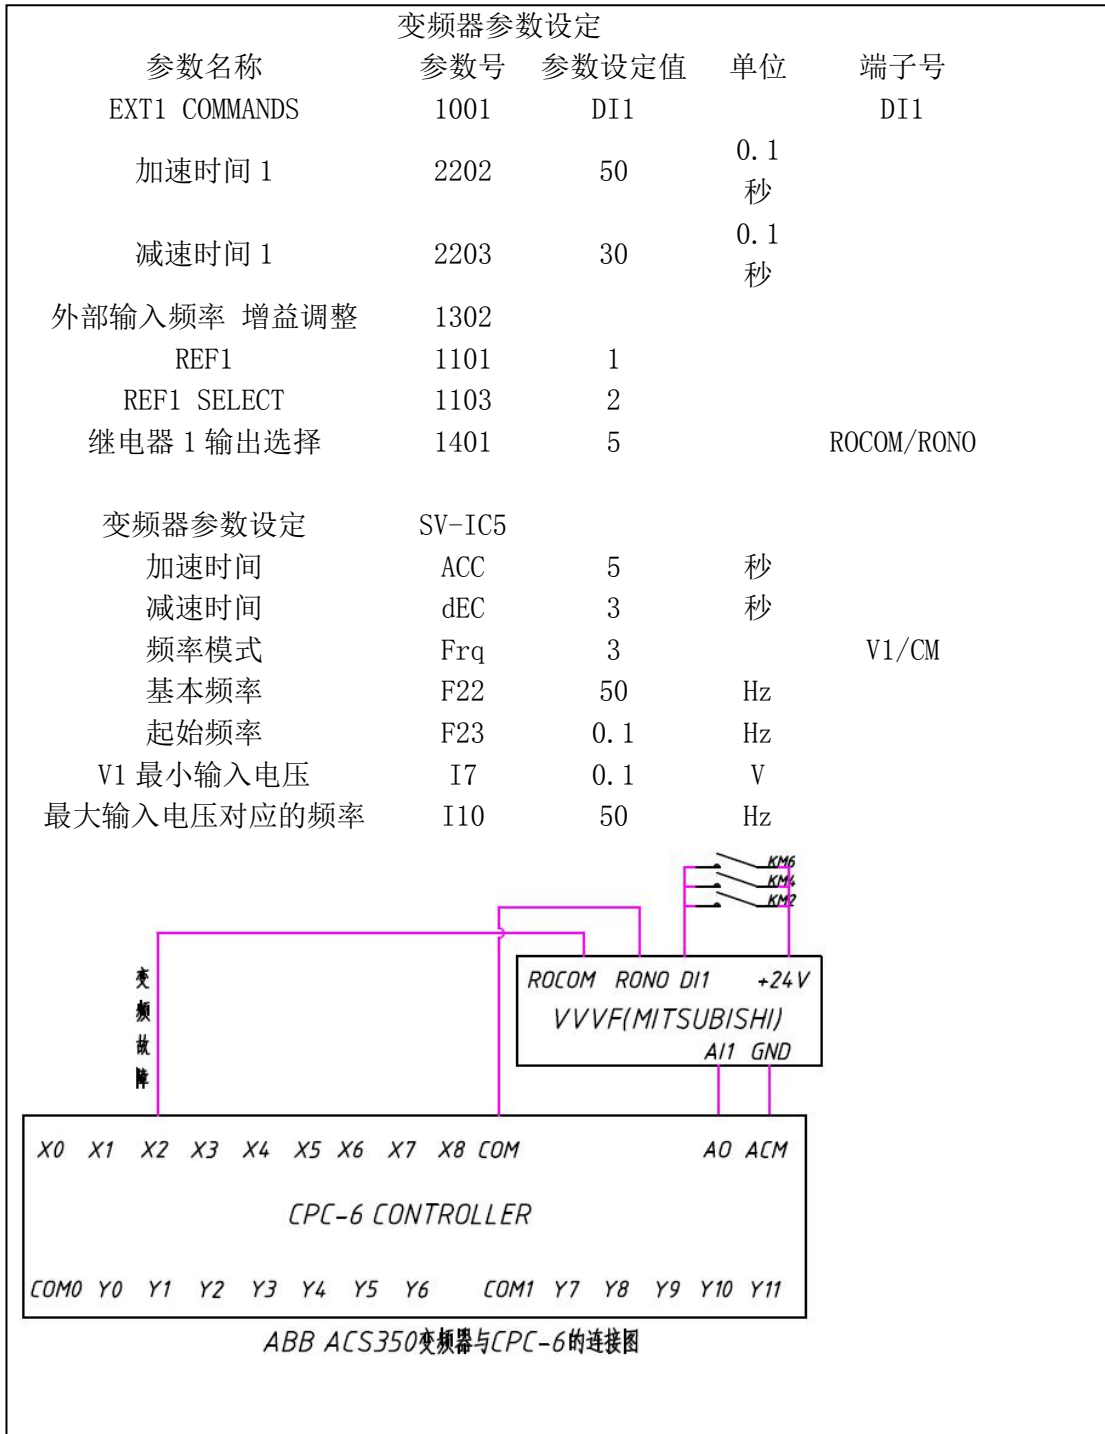 变频器参数设定
参数名称 参数号 参数设定值 单位 端子号
EXT1 COMMANDS 1001 DI1 DI1
加速时间1 2202 50 0.1
秒
减速时间1 2203 30 0.1
秒
外部输入频率 增益调整 1302
REF1 1101 1
REF1 SELECT 1103 2
继电器1输出选择 1401 5 ROCOM/RONO
变频器参数设定 SV-IC5
加速时间 ACC 5 秒
减速时间 dEC 3 秒
频率模式 Frq 3 V1/CM
基本频率 F22 50 Hz
起始频率 F23 0.1 Hz
V1最小输入电压 I7 0.1 V
最大输入电压对应的频率 I10 50 Hz
KM6
KM4
KM2
变频故障
ROCOM RONO DI1 +24V
VVVF(MITSUBISHI)
AI1 GND
X0 X1 X2 X3 X4 X5 X6 X7 X8 COM AO ACM
CPC-6 CONTROLLER
COM0 Y0 Y1 Y2 Y3 Y4 Y5 Y6 COM1 Y7 Y8 Y9 Y10 Y11
ABB ACS350变频器与CPC-6的连接图